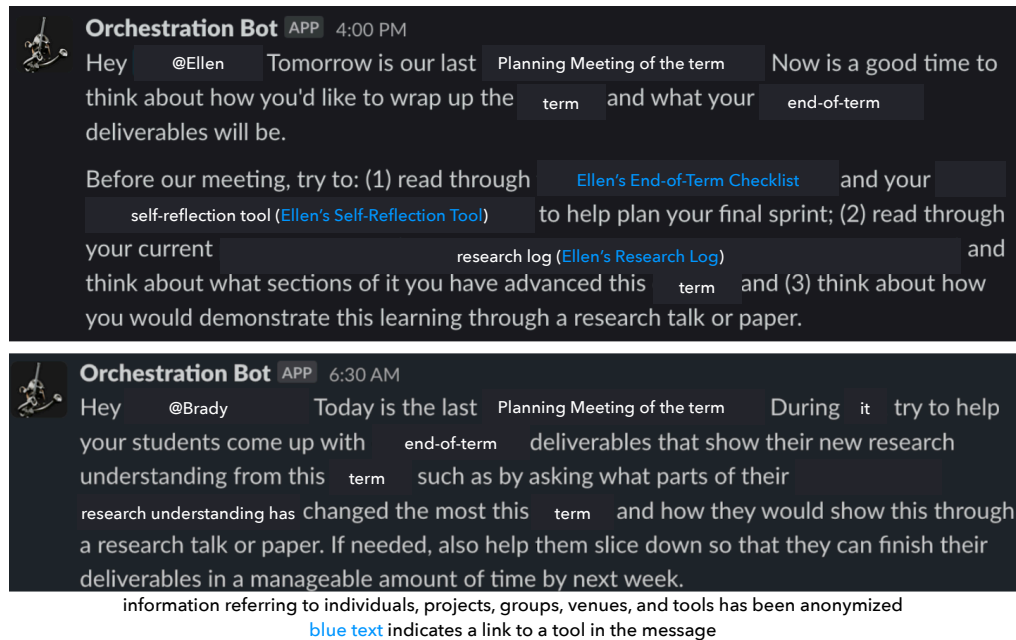 Orchestration Bot APP 4:00 PM
Hey @Ellen Tomorrow is our last Planning Meeting of the term Now is a good time to
think about how you'd like to wrap up the term and what your end-of-term
deliverables will be.
Before our meeting, try to: (1) read through Ellen's End-of-Term Checklist and your
self-reflection tool (Ellen's Self-Reflection Tool) to help plan your final sprint; (2) read through
your current research log (Ellen's Research Log) and
think about what sections of it you have advanced this term and (3) think about how
you would demonstrate this learning through a research talk or paper.
Orchestration Bot APP 6:30 AM
Hey @Brady Today is the last Planning Meeting of the term During it try to help
your students come up with end-of-term deliverables that show their new research
understanding from this term such as by asking what parts of their
research understanding has changed the most this term and how they would show this through
a research talk or paper. If needed, also help them slice down so that they can finish their
deliverables in a manageable amount of time by next week.
information referring to individuals, projects, groups, venues, and tools has been anonymized
blue text indicates a link to a tool in the message